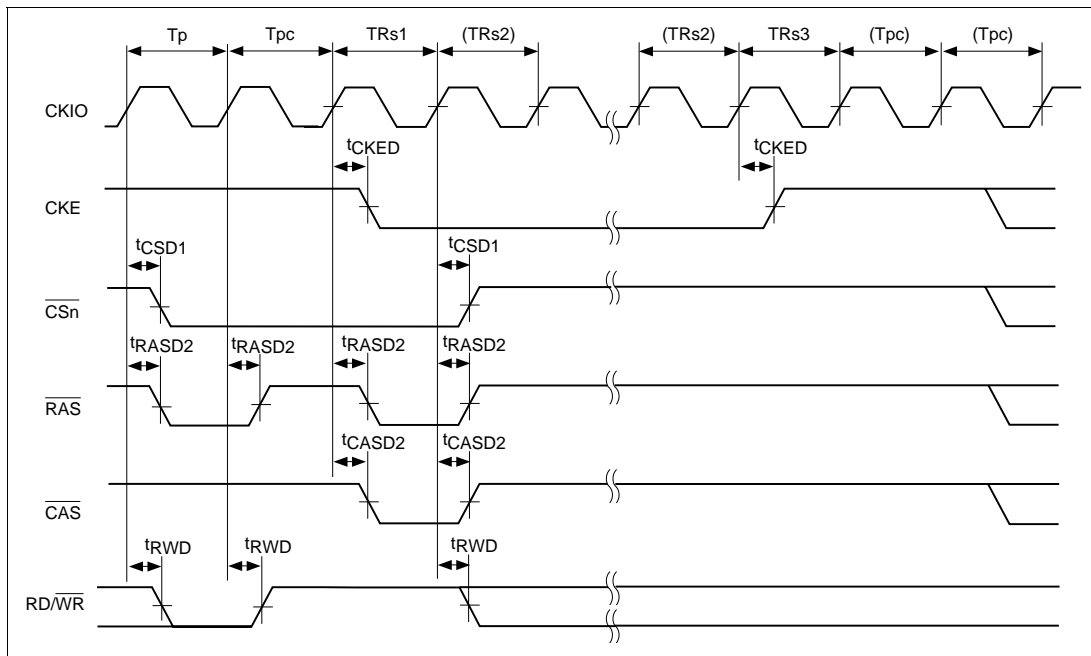 Tp Tpc TRs1 (TRs2) (TRs2) TRs3 (Tpc) (Tpc)
CKIO
tCKED tCKED
CKE
tCSD1 tCSD1
CSn
tRASD2 tRASD2 tRASD2 tRASD2
RAS
tCASD2 tCASD2
CAS
tRWD tRWD tRWD
RD/WR